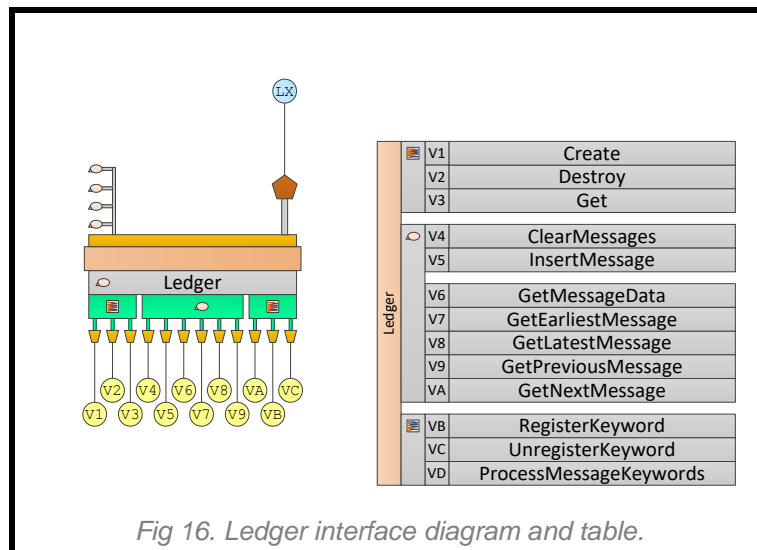 LX
Ledger
V2 V4 V6 V8 VA VC
V1 V3 V5 V7 V9 VB
Ledger
V1 Create
V2 Destroy
V3 Get
V4 ClearMessages
V5 InsertMessage
V6 GetMessageData
V7 GetEarliestMessage
V8 GetLatestMessage
V9 GetPreviousMessage
VA GetNextMessage
VB RegisterKeyword
VC UnregisterKeyword
VD ProcessMessageKeywords
Fig 16. Ledger interface diagram and table.